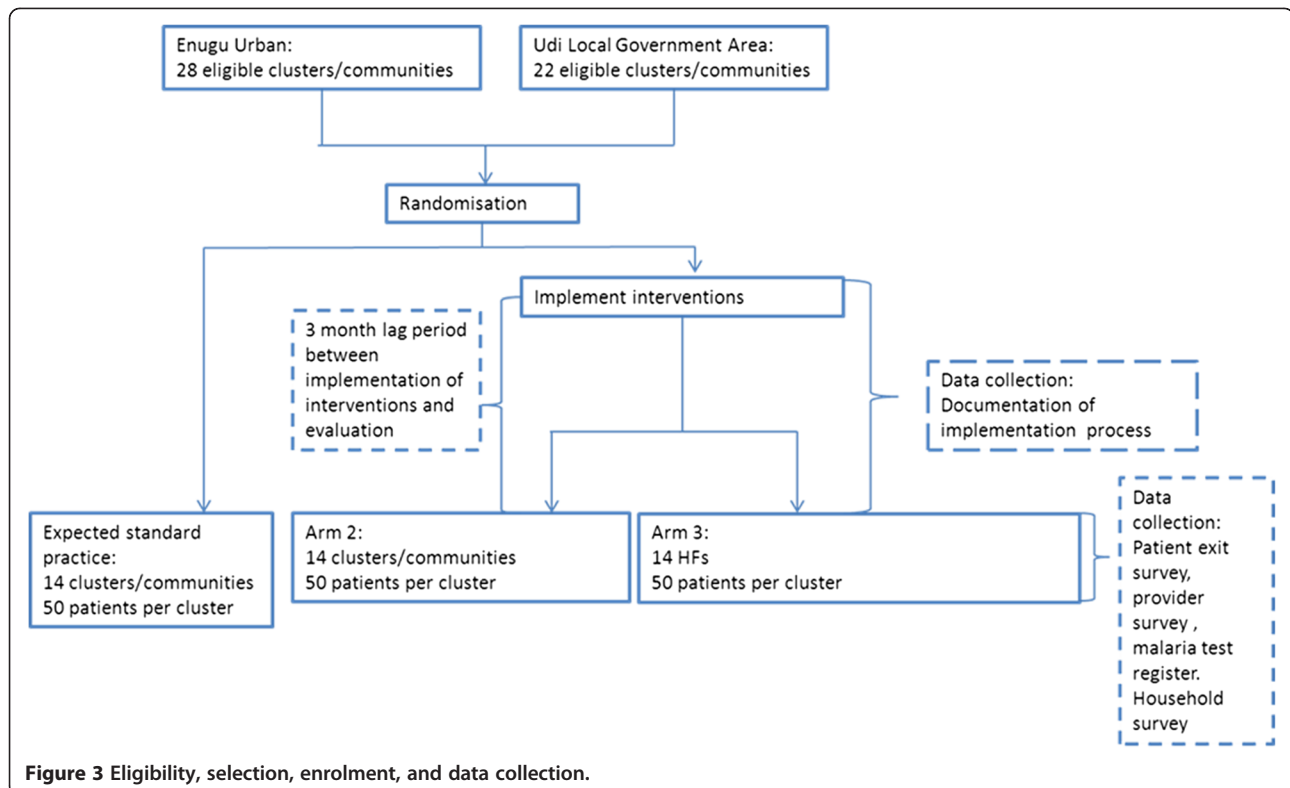 Enugu Urban:
28 eligible clusters/communities
Udi Local Government Area:
22 eligible clusters/communities
Randomisation
Implement interventions
3 month lag period
between
implementation of
interventions and
evaluation
Data collection:
Documentation of
implementation process
Expected standard
practice:
14 clusters/communities
50 patients per cluster
Arm 2:
14 clusters/communities
50 patients per cluster
Arm 3:
14 HFs
50 patients per cluster
Data
collection:
Patient exit
survey,
provider
survey ,
malaria test
register.
Household
survey
Figure 3 Eligibility, selection, enrolment, and data collection.